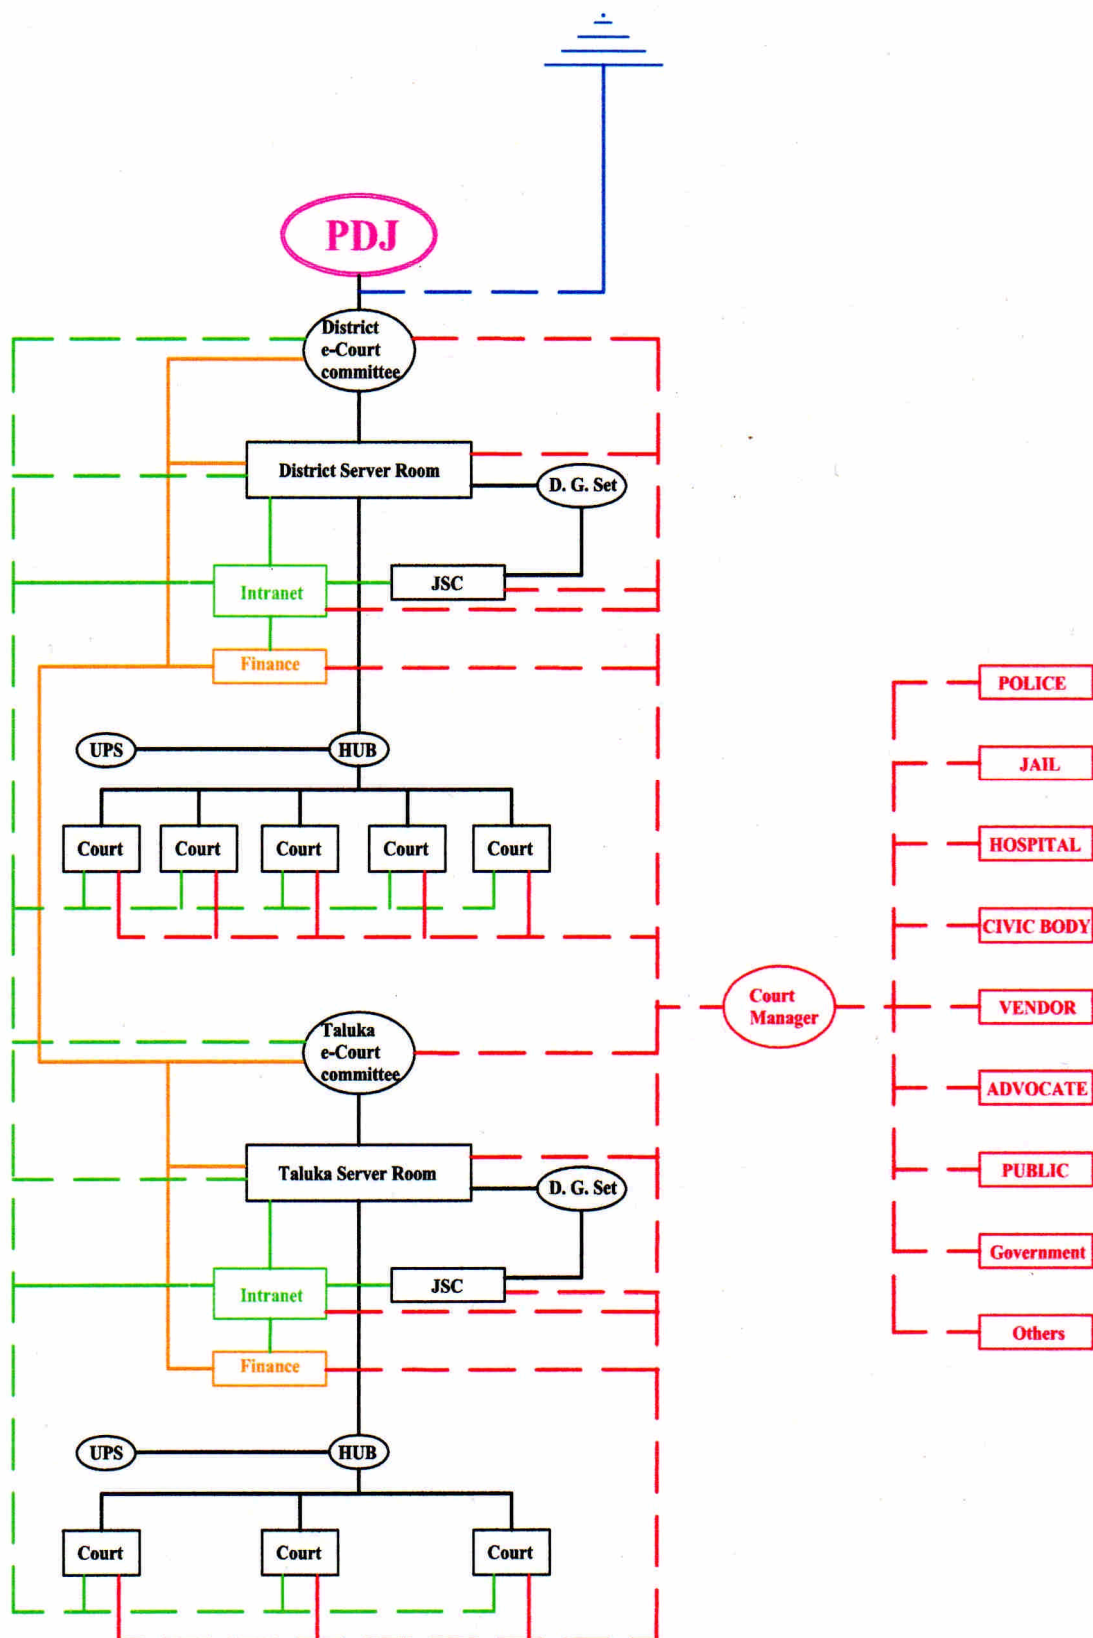 PDJ
District
e-Court
committee
District Server Room
D. G. Set
Intranet
JSC
Finance
UPS
HUB
Court
Court
Court
Court
Court
Taluka
e-Court
committee
Taluka Server Room
D. G. Set
Intranet
JSC
Finance
UPS
HUB
Court
Court
Court
Court
Manager
POLICE
JAIL
HOSPITAL
CIVIC BODY
VENDOR
ADVOCATE
PUBLIC
Government
Others